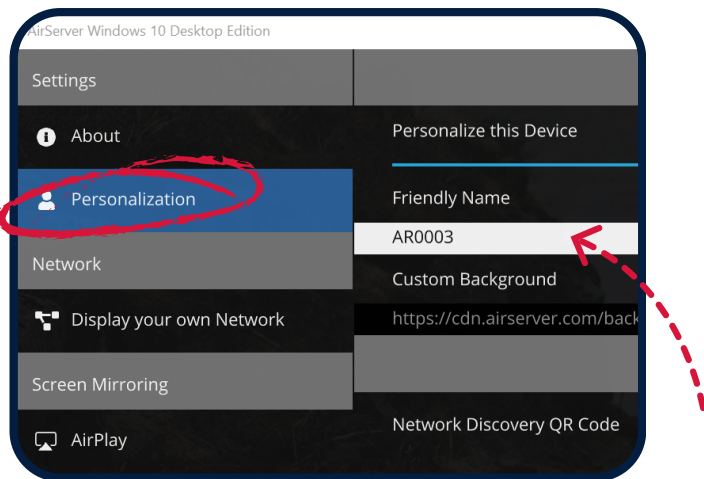 AirServer Windows 10 Desktop Edition
Settings
About
Personalization
Network
Display your own Network
Screen Mirroring
AirPlay
Personalize this Device
Friendly Name
AR0003
Custom Background
https://cdn.airserver.com/back
Network Discovery QR Code